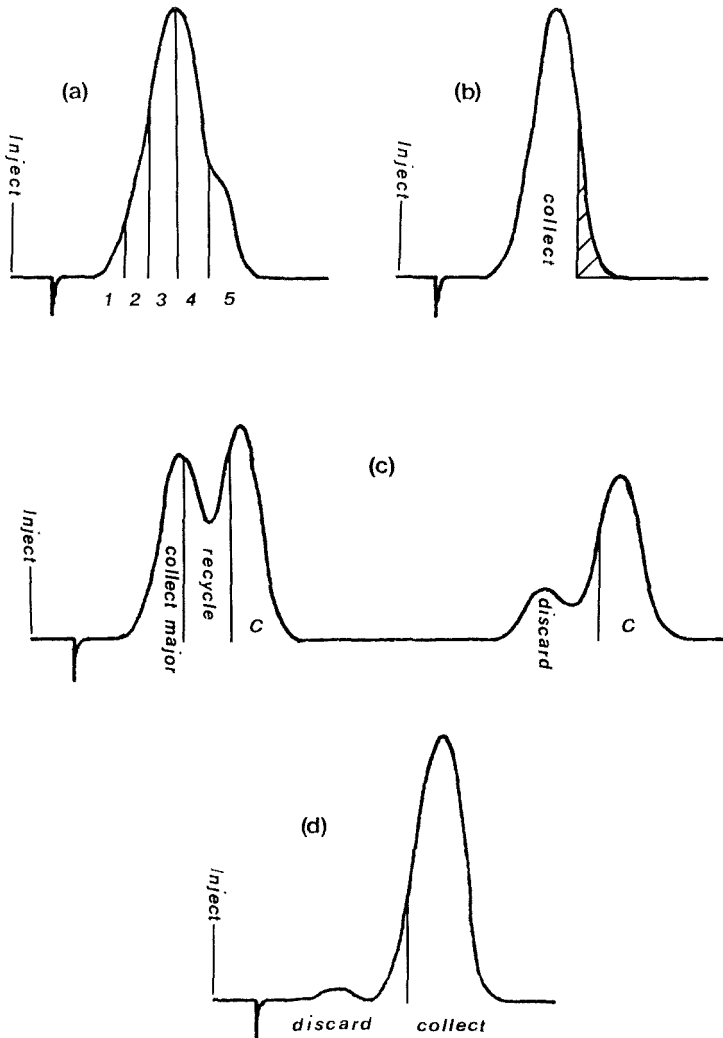 (a)
Inject
1 2 3 4 5
(b)
Inject
collect
(c)
Inject
collect major
recycle
C
discard
C
(d)
Inject
discard collect